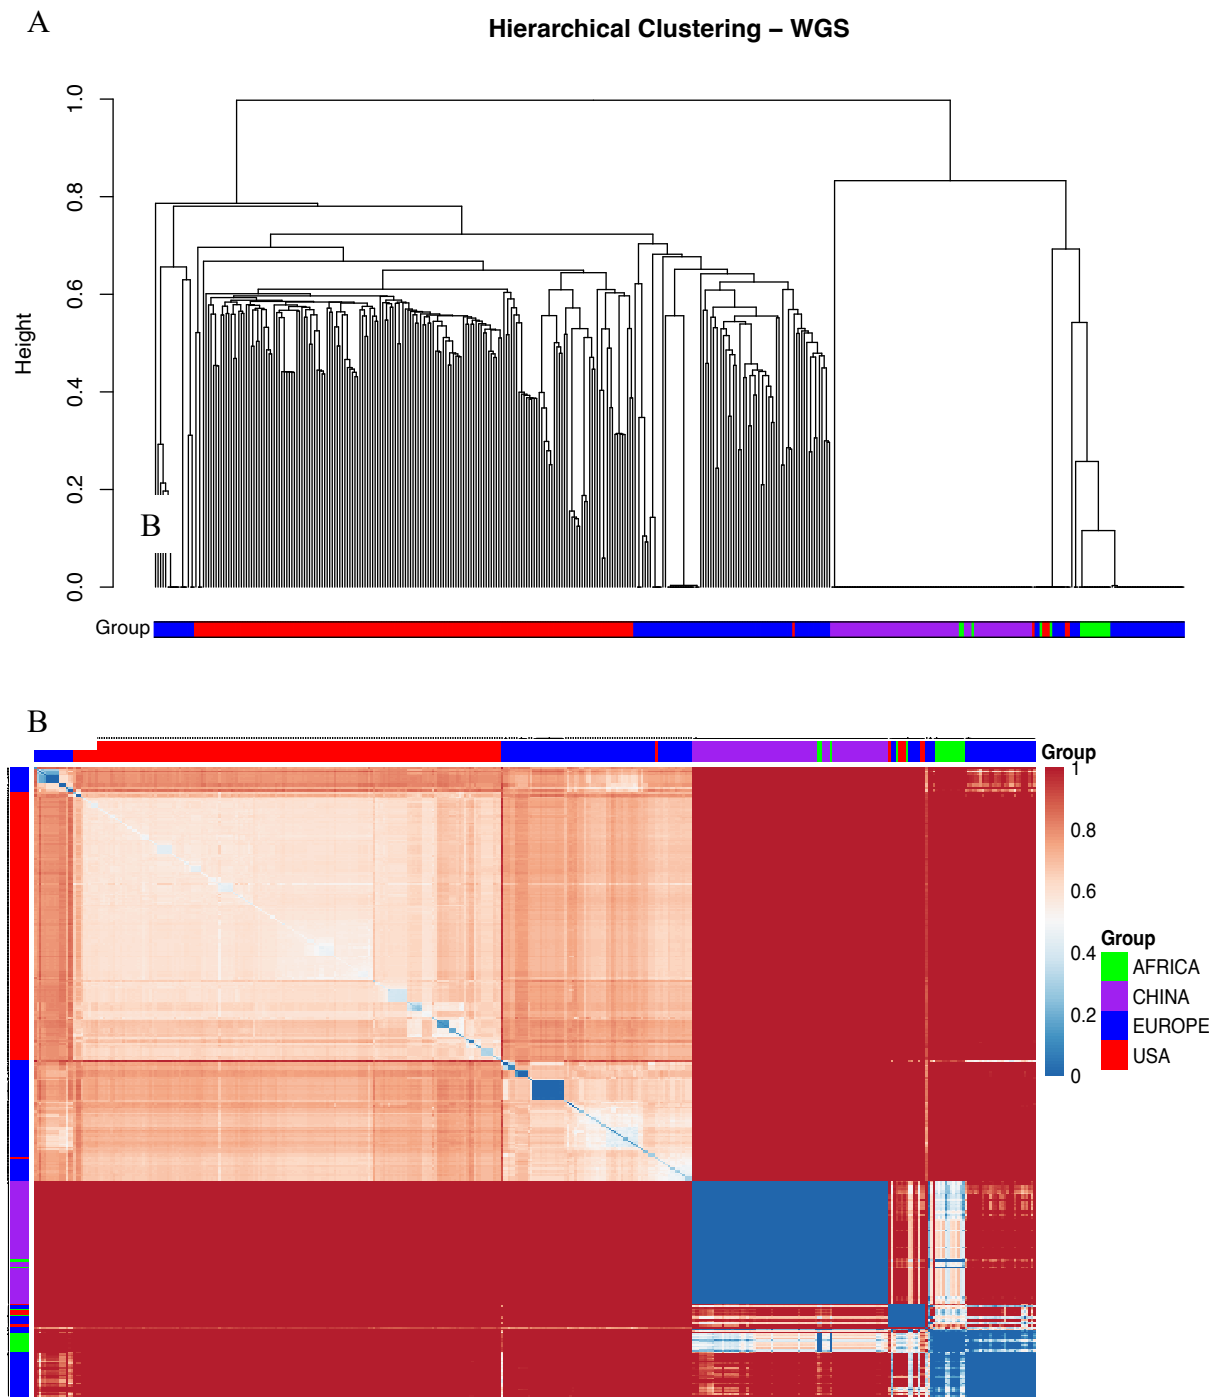 A
Hierarchical Clustering – WGS
1.0
0.8
0.6
0.4
0.2
0.0
Height
B
Group
B
Group
1
0.8
0.6
0.4
0.2
0
Group
AFRICA
CHINA
EUROPE
USA